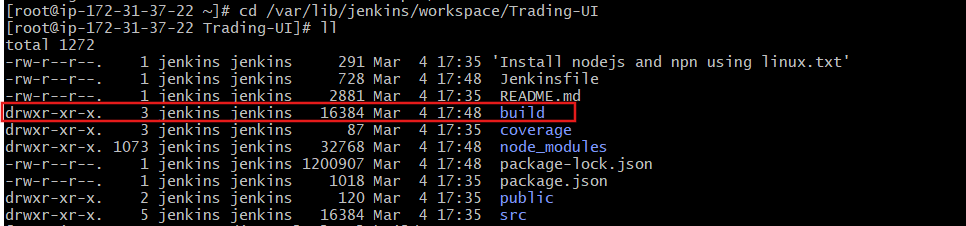 [root@ip-172-31-37-22 ~]# cd /var/lib/jenkins/workspace/Trading-UI
[root@ip-172-31-37-22 Trading-UI]# ll
total 1272
-rw-r--r--.    1 jenkins jenkins     291 Mar  4 17:35 'Install nodejs and npn using linux.txt'
-rw-r--r--.    1 jenkins jenkins     728 Mar  4 17:48  Jenkinsfile
-rw-r--r--.    1 jenkins jenkins    2881 Mar  4 17:35  README.md
drwxr-xr-x.    3 jenkins jenkins   16384 Mar  4 17:48  build
drwxr-xr-x.    3 jenkins jenkins      87 Mar  4 17:35  coverage
drwxr-xr-x. 1073 jenkins jenkins   32768 Mar  4 17:48  node_modules
-rw-r--r--.    1 jenkins jenkins 1200907 Mar  4 17:48  package-lock.json
-rw-r--r--.    1 jenkins jenkins    1018 Mar  4 17:35  package.json
drwxr-xr-x.    2 jenkins jenkins     120 Mar  4 17:35  public
drwxr-xr-x.    5 jenkins jenkins   16384 Mar  4 17:35  src